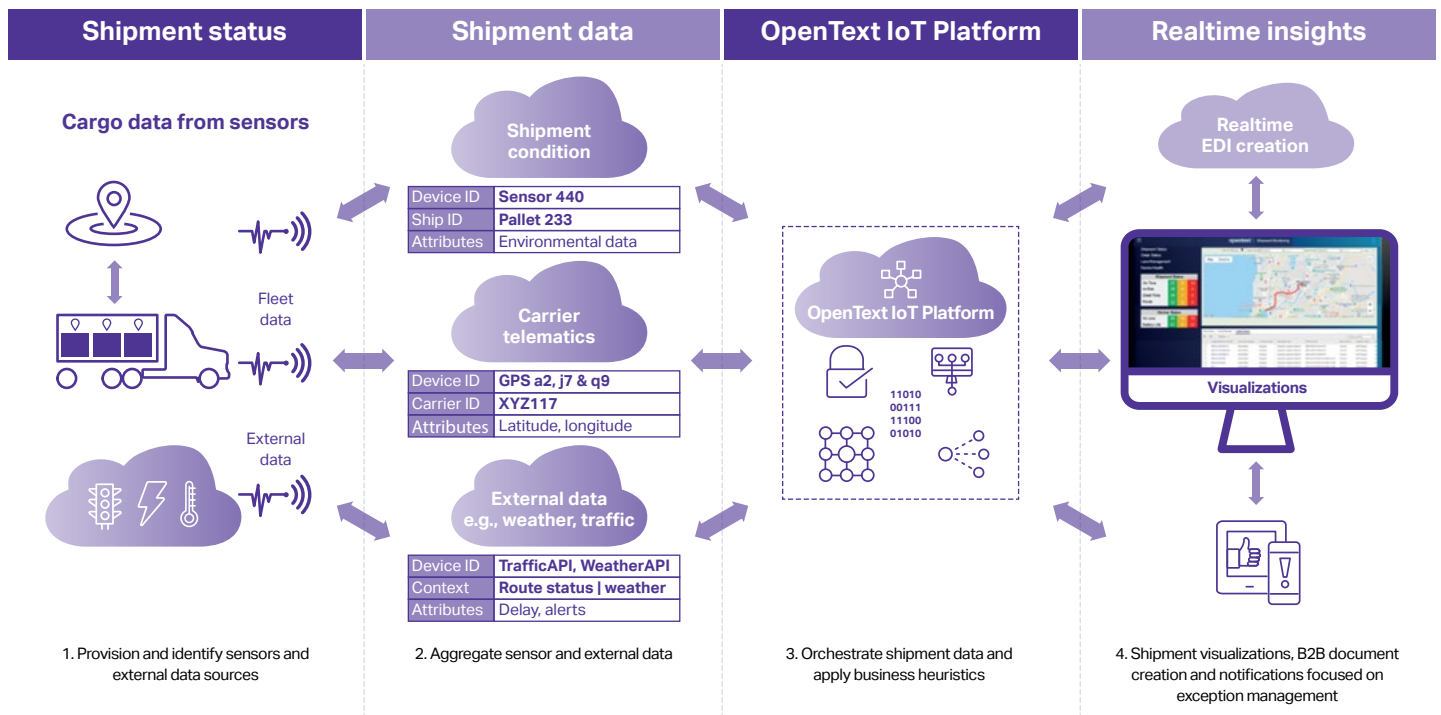 Shipment status
Shipment data
OpenText IoT Platform
Realtime insights
Cargo data from sensors
Fleet
data
External
data
1. Provision and identify sensors and
external data sources
Shipment
condition
Device ID Sensor 440
Ship ID Pallet 233
Attributes Environmental data
Carrier
telematics
Device ID GPS a2, j7 & q9
Carrier ID XYZ117
Attributes Latitude, longitude
External data
e.g., weather, traffic
Device ID TrafficAPI, WeatherAPI
Context Route status | weather
Attributes Delay, alerts
2. Aggregate sensor and external data
OpenText IoT Platform
11010
00111
11100
01010
3. Orchestrate shipment data and
apply business heuristics
Realtime
EDI creation
opentext
Shipment Status
Visualizations
4. Shipment visualizations, B2B document
creation and notifications focused on
exception management